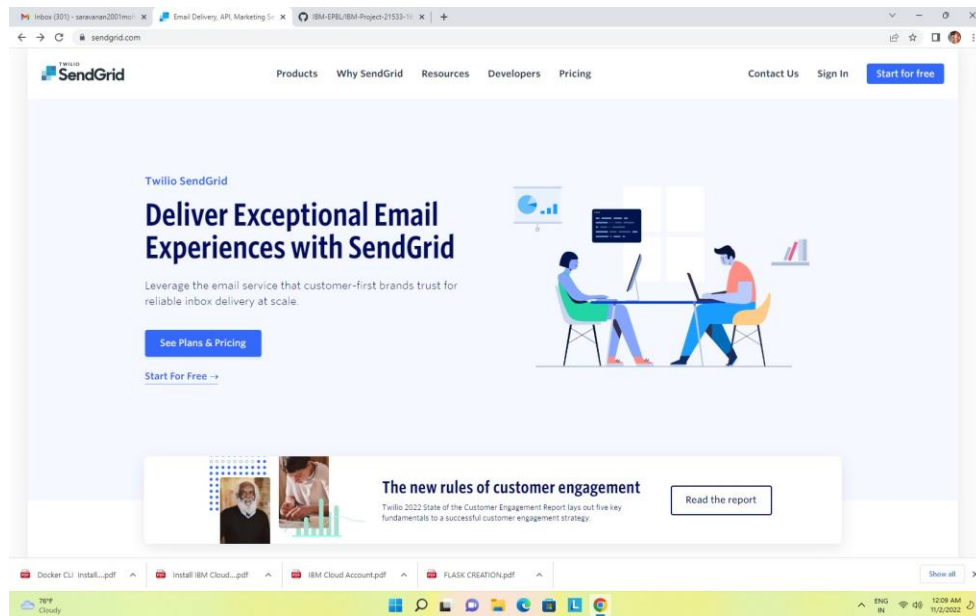 Inbox (301) - saravanan2001moh
Email Delivery, API, Marketing Se
IBM-EPBL/IBM-Project-21533-16
sendgrid.com
TWILIO
SendGrid
Products
Why SendGrid
Resources
Developers
Pricing
Contact Us
Sign In
Start for free
Twilio SendGrid
Deliver Exceptional Email
Experiences with SendGrid
Leverage the email service that customer-first brands trust for
reliable inbox delivery at scale.
See Plans & Pricing
Start For Free →
The new rules of customer engagement
Twilio 2022 State of the Customer Engagement Report lays out five key
fundamentals to a successful customer engagement strategy.
Read the report
Docker CLI Install....pdf
Install IBM Cloud....pdf
IBM Cloud Account.pdf
FLASK CREATION.pdf
Show all
76°F
Cloudy
ENG
IN
12:09 AM
11/2/2022